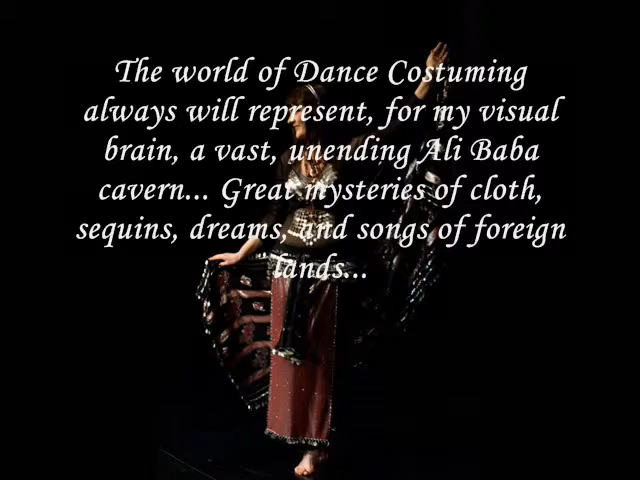 The world of Dance Costuming
always will represent, for my visual
brain, a vast, unending Ali Baba
cavern... Great mysteries of cloth,
sequins, dreams, and songs of foreign
lands...